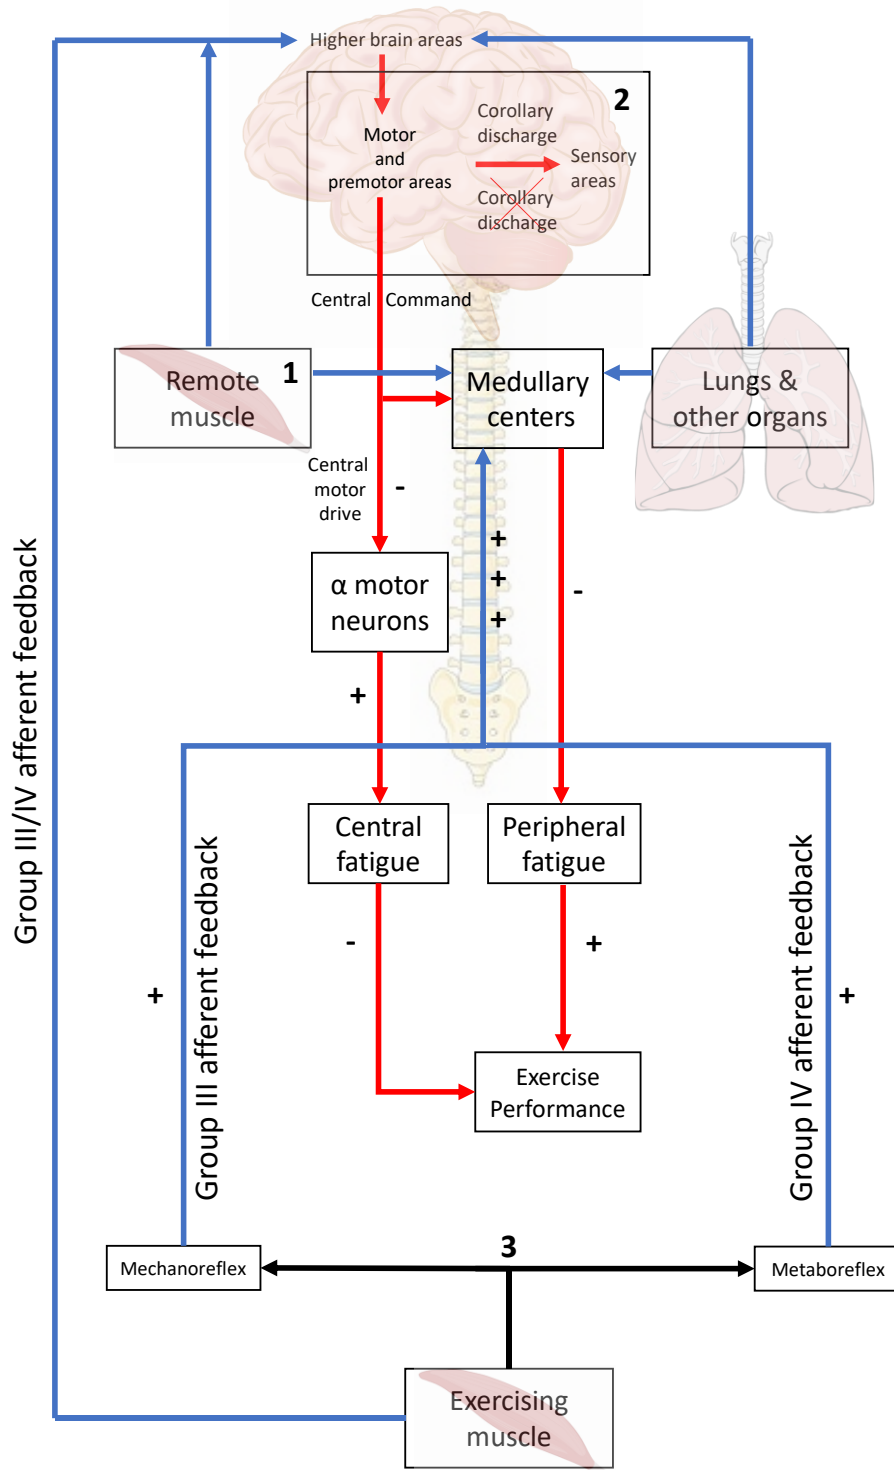 Higher brain areas
2
Corollary
discharge
Motor
and
premotor areas
Sensory
areas
Corollary
discharge
Central Command
Remote
muscle
1
Medullary
centers
Lungs &
other organs
Central
motor
drive
-
α motor
neurons
+
+
+
-
+
Group III/IV afferent feedback
Central
fatigue
Peripheral
fatigue
-
+
+
Group III afferent feedback
Group IV afferent feedback
+
Exercise
Performance
3
Mechanoreflex
Metaboreflex
Exercising
muscle